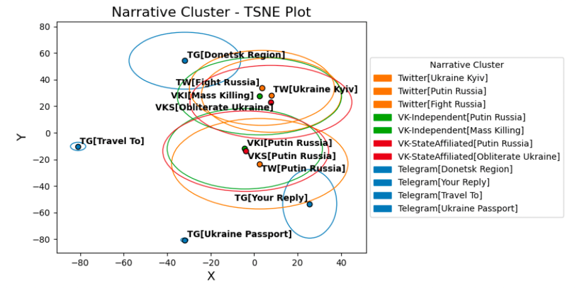 Narrative Cluster - TSNE Plot
80
60
40
20
0
−20
−40
−60
−80
Y
−80
−60
−40
−20
0
20
40
X
TG[Donetsk Region]
TW[Fight Russia]
TW[Ukraine Kyiv]
VKI[Mass Killing]
VKS[Obliterate Ukraine]
TG[Travel To]
VKI[Putin Russia]
VKS[Putin Russia]
TW[Putin Russia]
TG[Your Reply]
TG[Ukraine Passport]
Narrative Cluster
Twitter[Ukraine Kyiv]
Twitter[Putin Russia]
Twitter[Fight Russia]
VK-Independent[Putin Russia]
VK-Independent[Mass Killing]
VK-StateAffiliated[Putin Russia]
VK-StateAffiliated[Obliterate Ukraine]
Telegram[Donetsk Region]
Telegram[Your Reply]
Telegram[Travel To]
Telegram[Ukraine Passport]